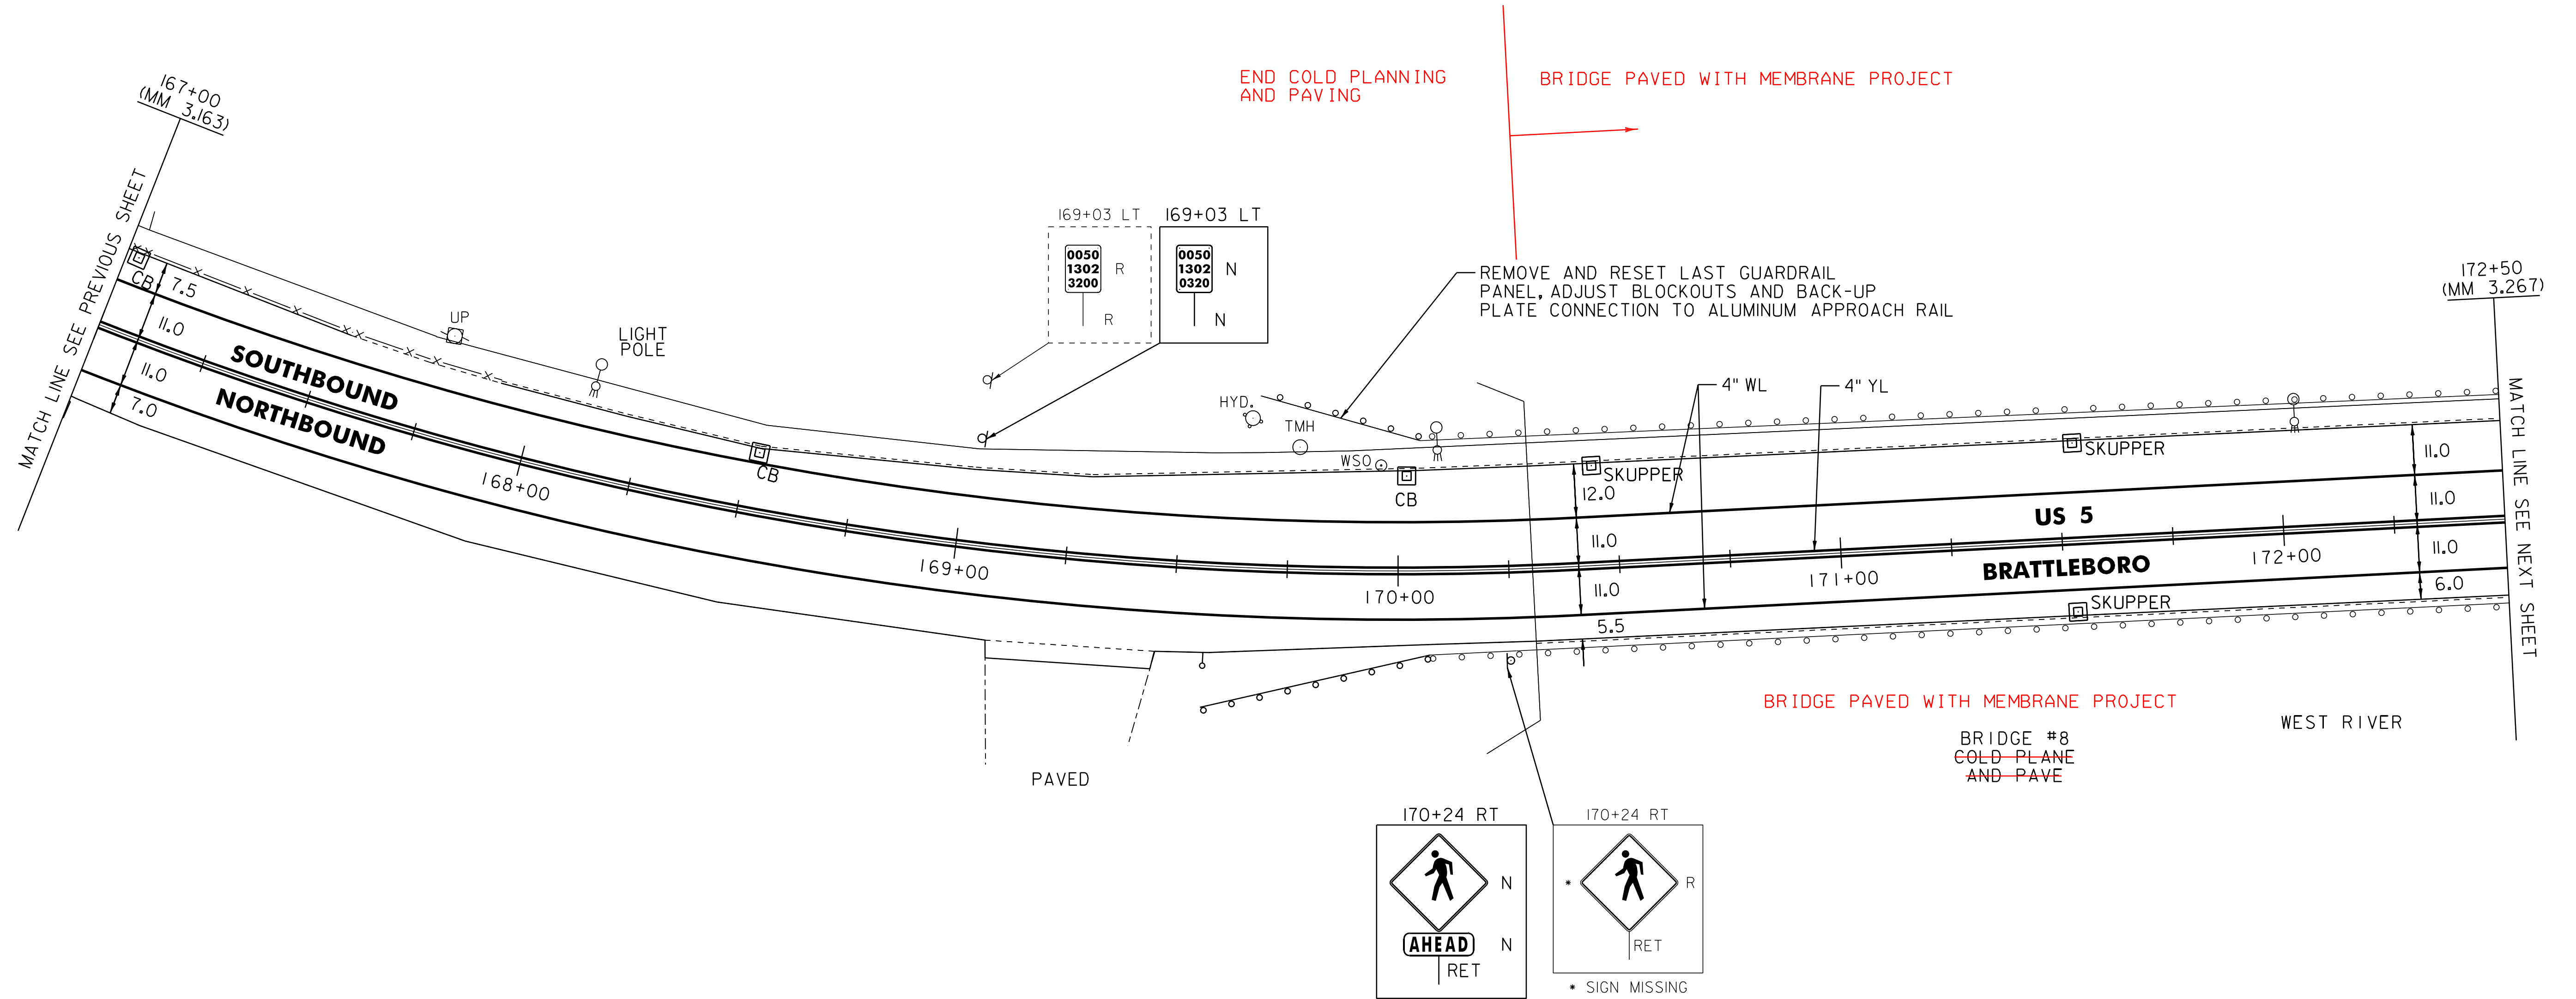 END COLD PLANNING
AND PAVING
BRIDGE PAVED WITH MEMBRANE PROJECT
167+00
(MM 3.163)
MATCH LINE SEE PREVIOUS SHEET
CB
7.5
11.0
11.0
7.0
SOUTHBOUND
NORTHBOUND
UP
LIGHT
POLE
168+00
CB
169+03 LT
0050
1302
3200
R
R
169+03 LT
0050
1302
0320
N
N
REMOVE AND RESET LAST GUARDRAIL
PANEL, ADJUST BLOCKOUTS AND BACK-UP
PLATE CONNECTION TO ALUMINUM APPROACH RAIL
172+50
(MM 3.267)
HYD.
TMH
WSO
CB
SKUPPER
4" WL
4" YL
SKUPPER
12.0
11.0
11.0
5.5
169+00
170+00
171+00
172+00
US 5
BRATTLEBORO
SKUPPER
11.0
11.0
11.0
6.0
MATCH LINE SEE NEXT SHEET
PAVED
BRIDGE PAVED WITH MEMBRANE PROJECT
WEST RIVER
BRIDGE #8
COLD PLANE
AND PAVE
170+24 RT
N
AHEAD
N
RET
170+24 RT
*
R
RET
* SIGN MISSING